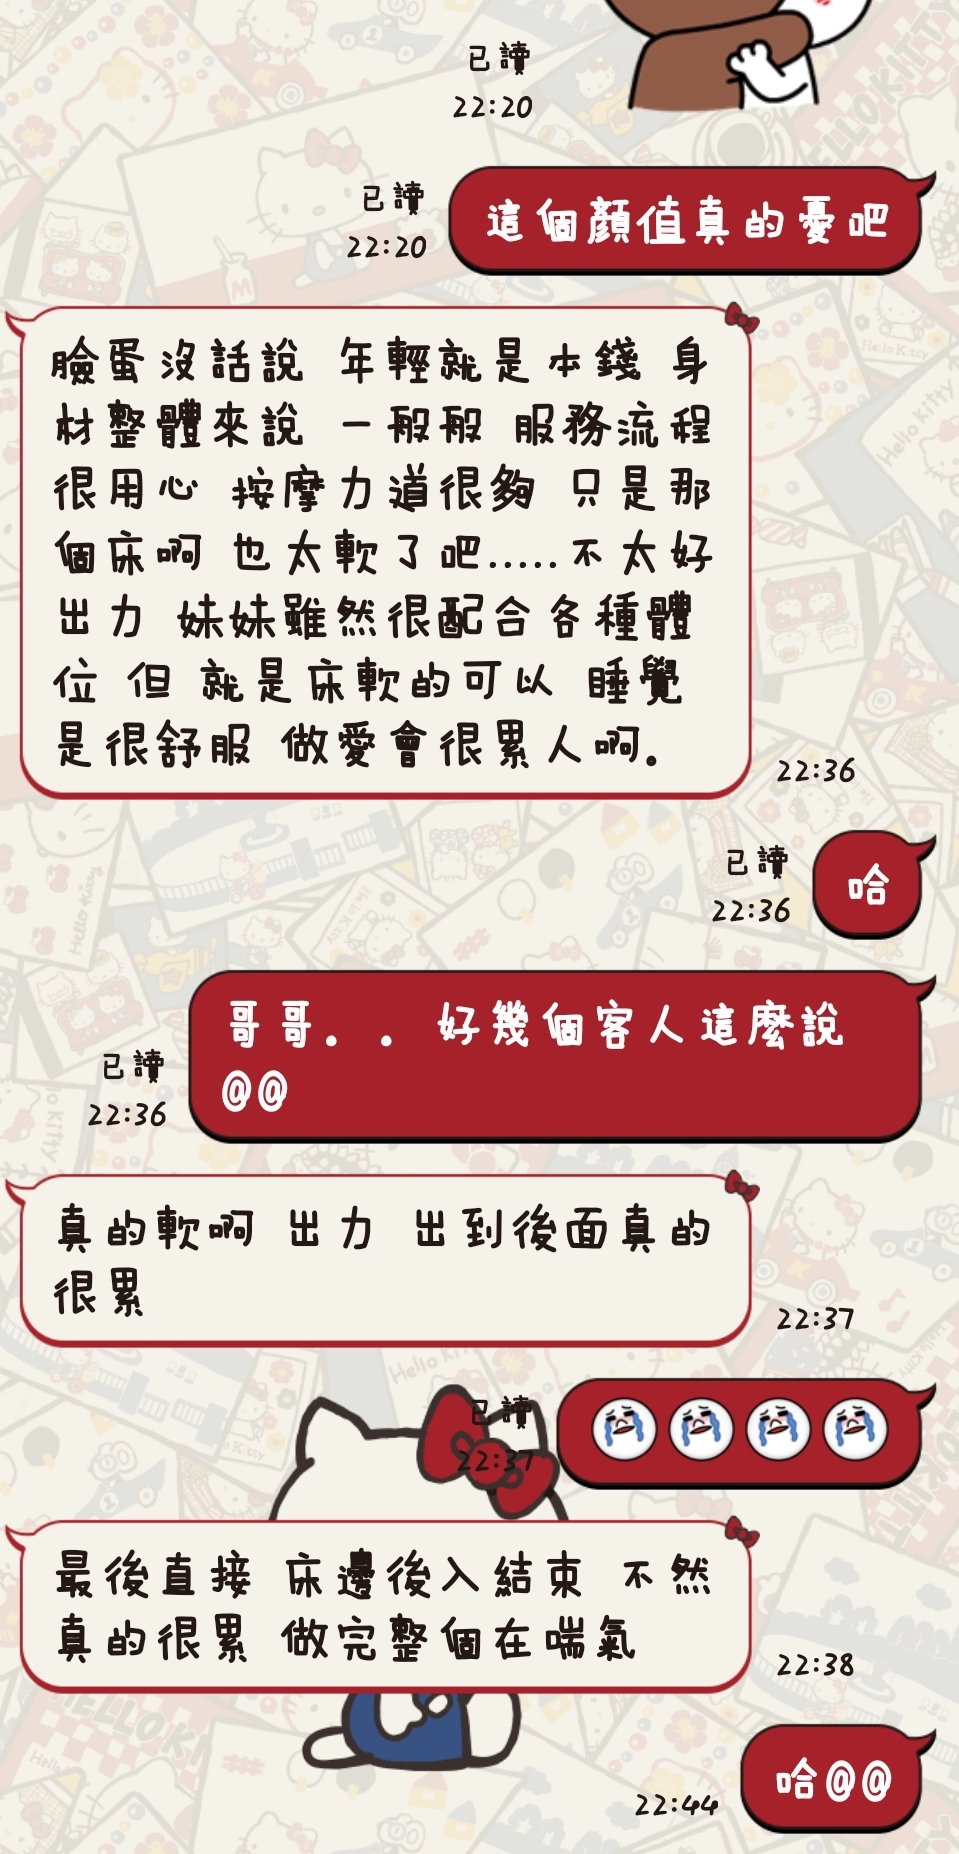 已讀
22:20
這個顏值真的憂吧
已讀
22:20
臉蛋沒話說 年輕就是本錢 身
材整體來說 一般般 服務流程
很用心 按摩力道很夠 只是那
個床啊 也太軟了吧.....不太好
出力 妹妹雖然很配合各種體
位 但 就是床軟的可以 睡覺
是很舒服 做愛會很累人啊。
22:36
已讀
22:36
哈
哥哥。。好幾個客人這麼說
@@
已讀
22:36
真的軟啊 出力 出到後面真的
很累
22:37
已讀
22:37
最後直接 床邊後入結束 不然
真的很累 做完整個在喘氣
22:38
哈@@
22:44